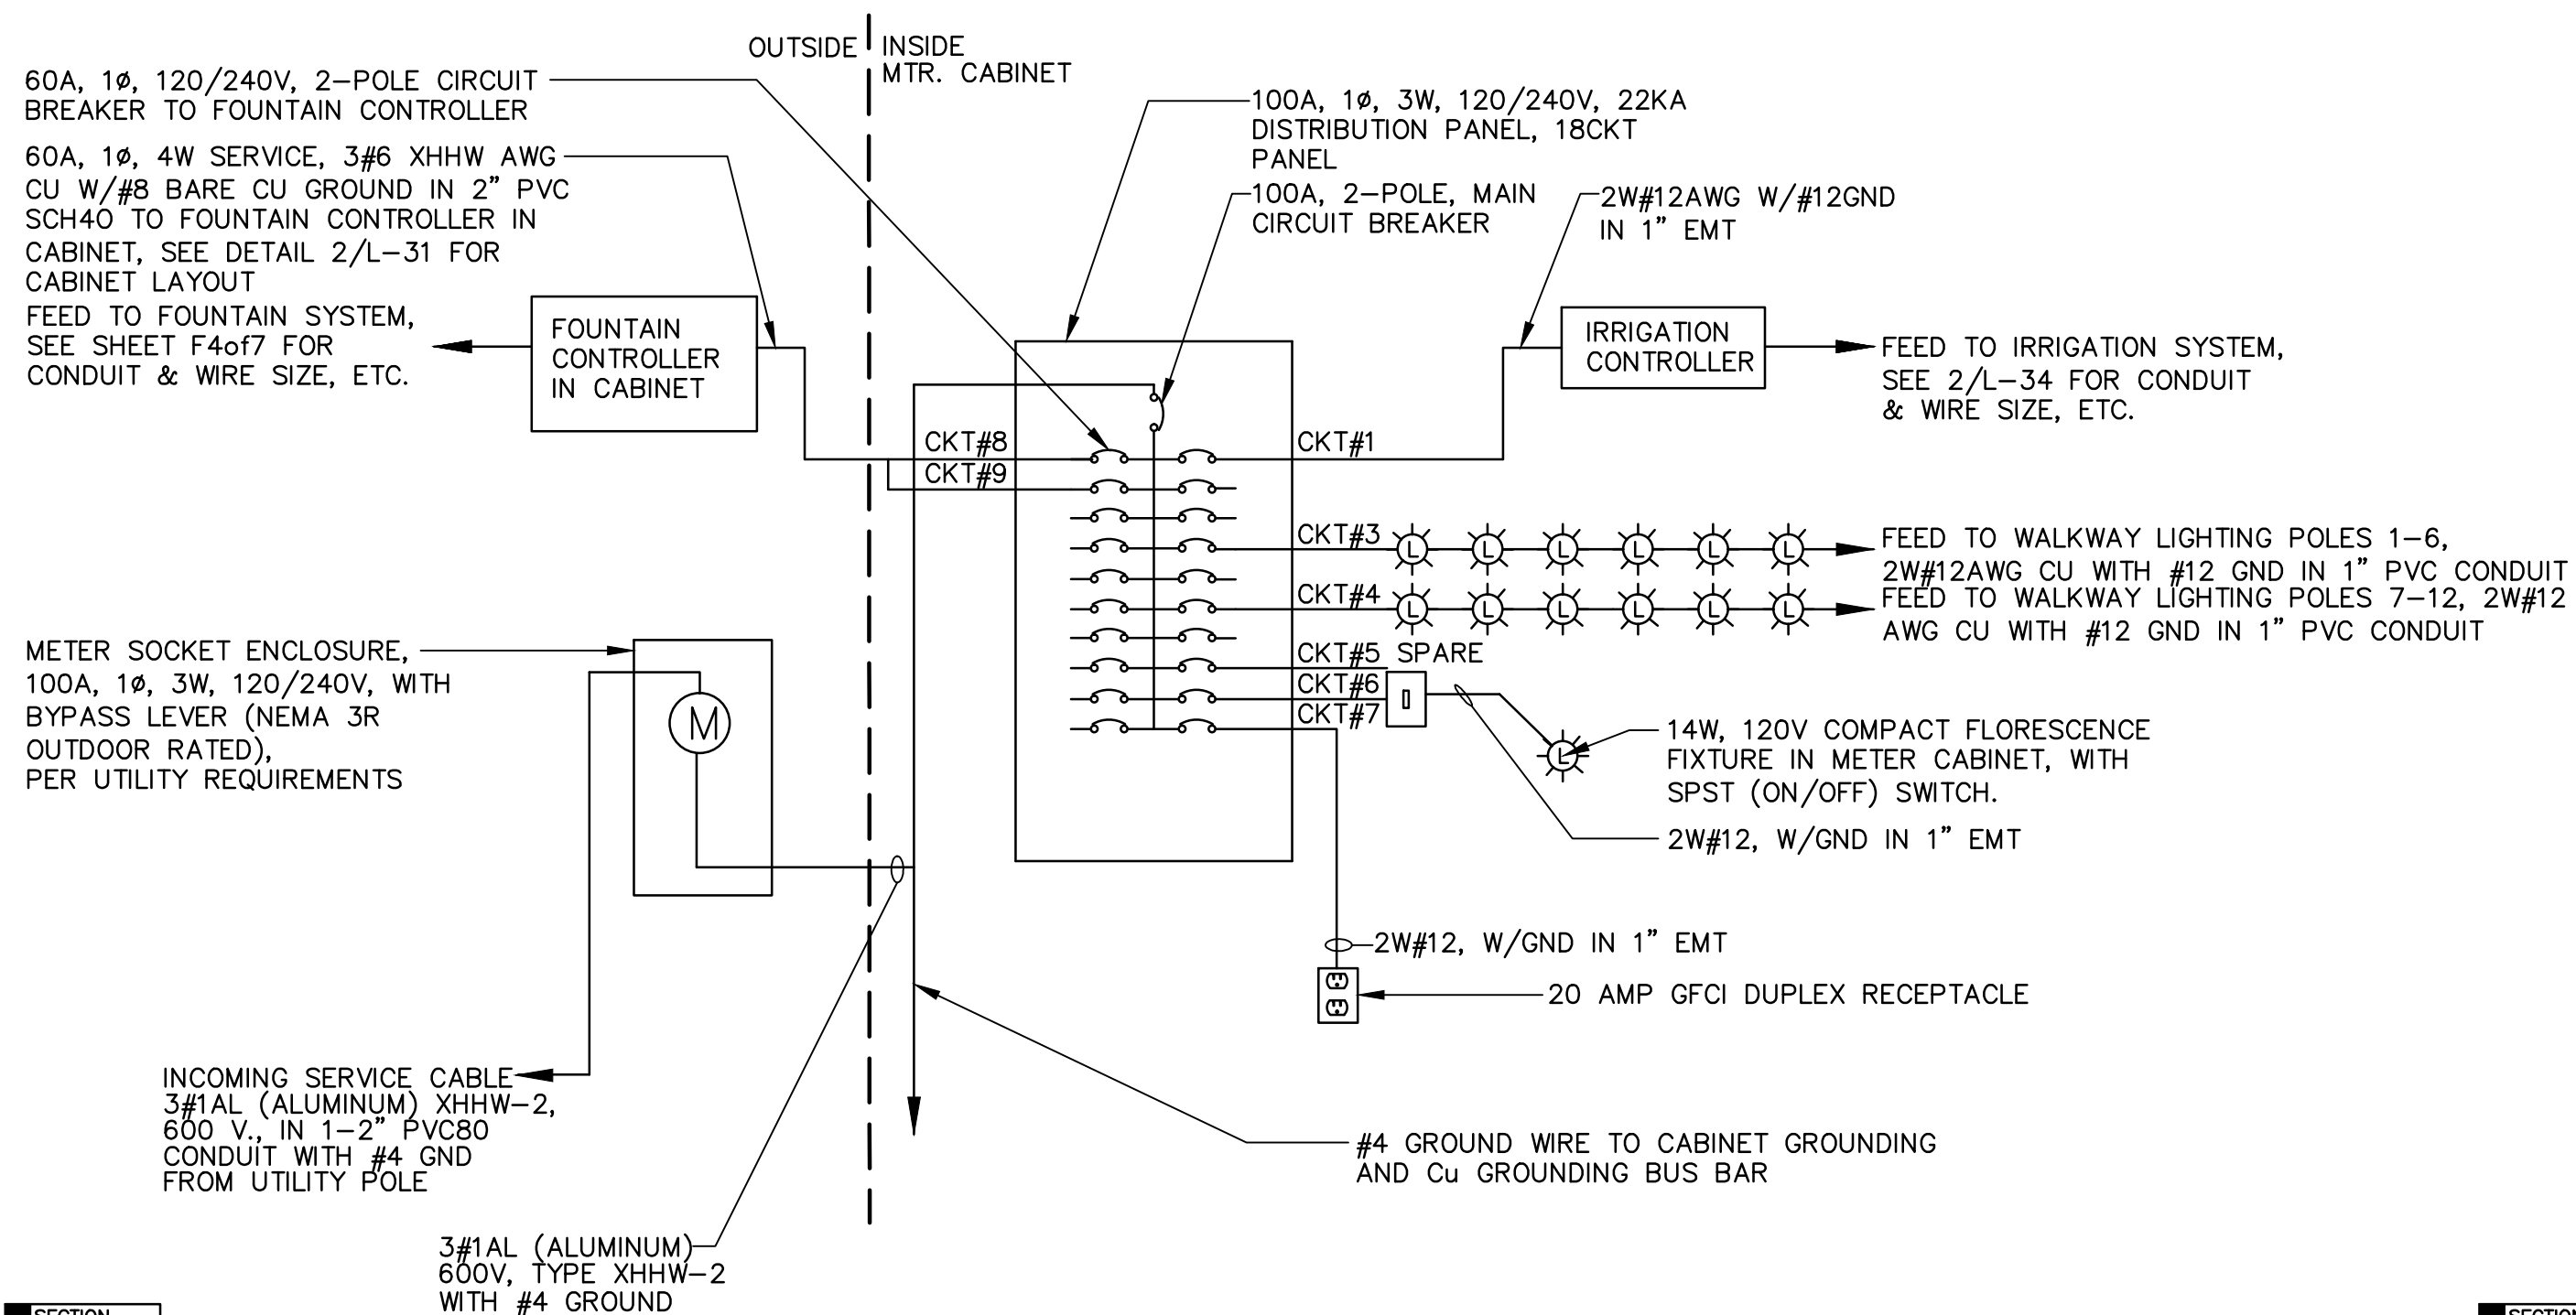 OUTSIDE
INSIDE
MTR. CABINET
60A, 1ø, 120/240V, 2-POLE CIRCUIT
BREAKER TO FOUNTAIN CONTROLLER
60A, 1ø, 4W SERVICE, 3#6 XHHW AWG
CU W/#8 BARE CU GROUND IN 2" PVC
SCH40 TO FOUNTAIN CONTROLLER IN
CABINET, SEE DETAIL 2/L-31 FOR
CABINET LAYOUT
FEED TO FOUNTAIN SYSTEM,
SEE SHEET F4of7 FOR
CONDUIT & WIRE SIZE, ETC.
FOUNTAIN
CONTROLLER
IN CABINET
100A, 1ø, 3W, 120/240V, 22KA
DISTRIBUTION PANEL, 18CKT
PANEL
100A, 2-POLE, MAIN
CIRCUIT BREAKER
2W#12AWG W/#12GND
IN 1" EMT
IRRIGATION
CONTROLLER
FEED TO IRRIGATION SYSTEM,
SEE 2/L-34 FOR CONDUIT
& WIRE SIZE, ETC.
CKT#8
CKT#9
CKT#1
CKT#3
L L L L L L
FEED TO WALKWAY LIGHTING POLES 1-6,
2W#12AWG CU WITH #12 GND IN 1" PVC CONDUIT
CKT#4
L L L L L L
FEED TO WALKWAY LIGHTING POLES 7-12, 2W#12
AWG CU WITH #12 GND IN 1" PVC CONDUIT
CKT#5 SPARE
CKT#6
CKT#7
L
14W, 120V COMPACT FLORESCENCE
FIXTURE IN METER CABINET, WITH
SPST (ON/OFF) SWITCH.
2W#12, W/GND IN 1" EMT
METER SOCKET ENCLOSURE,
100A, 1ø, 3W, 120/240V, WITH
BYPASS LEVER (NEMA 3R
OUTDOOR RATED),
PER UTILITY REQUIREMENTS
M
2W#12, W/GND IN 1" EMT
20 AMP GFCI DUPLEX RECEPTACLE
INCOMING SERVICE CABLE
3#1AL (ALUMINUM) XHHW-2,
600 V., IN 1-2" PVC80
CONDUIT WITH #4 GND
FROM UTILITY POLE
#4 GROUND WIRE TO CABINET GROUNDING
AND Cu GROUNDING BUS BAR
3#1AL (ALUMINUM)
600V, TYPE XHHW-2
WITH #4 GROUND
SECTION